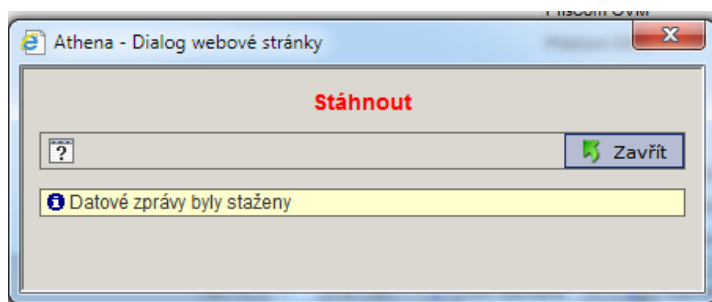 Athena - Dialog webové stránky
Stáhnout
?
Zavřít
Datové zprávy byly staženy